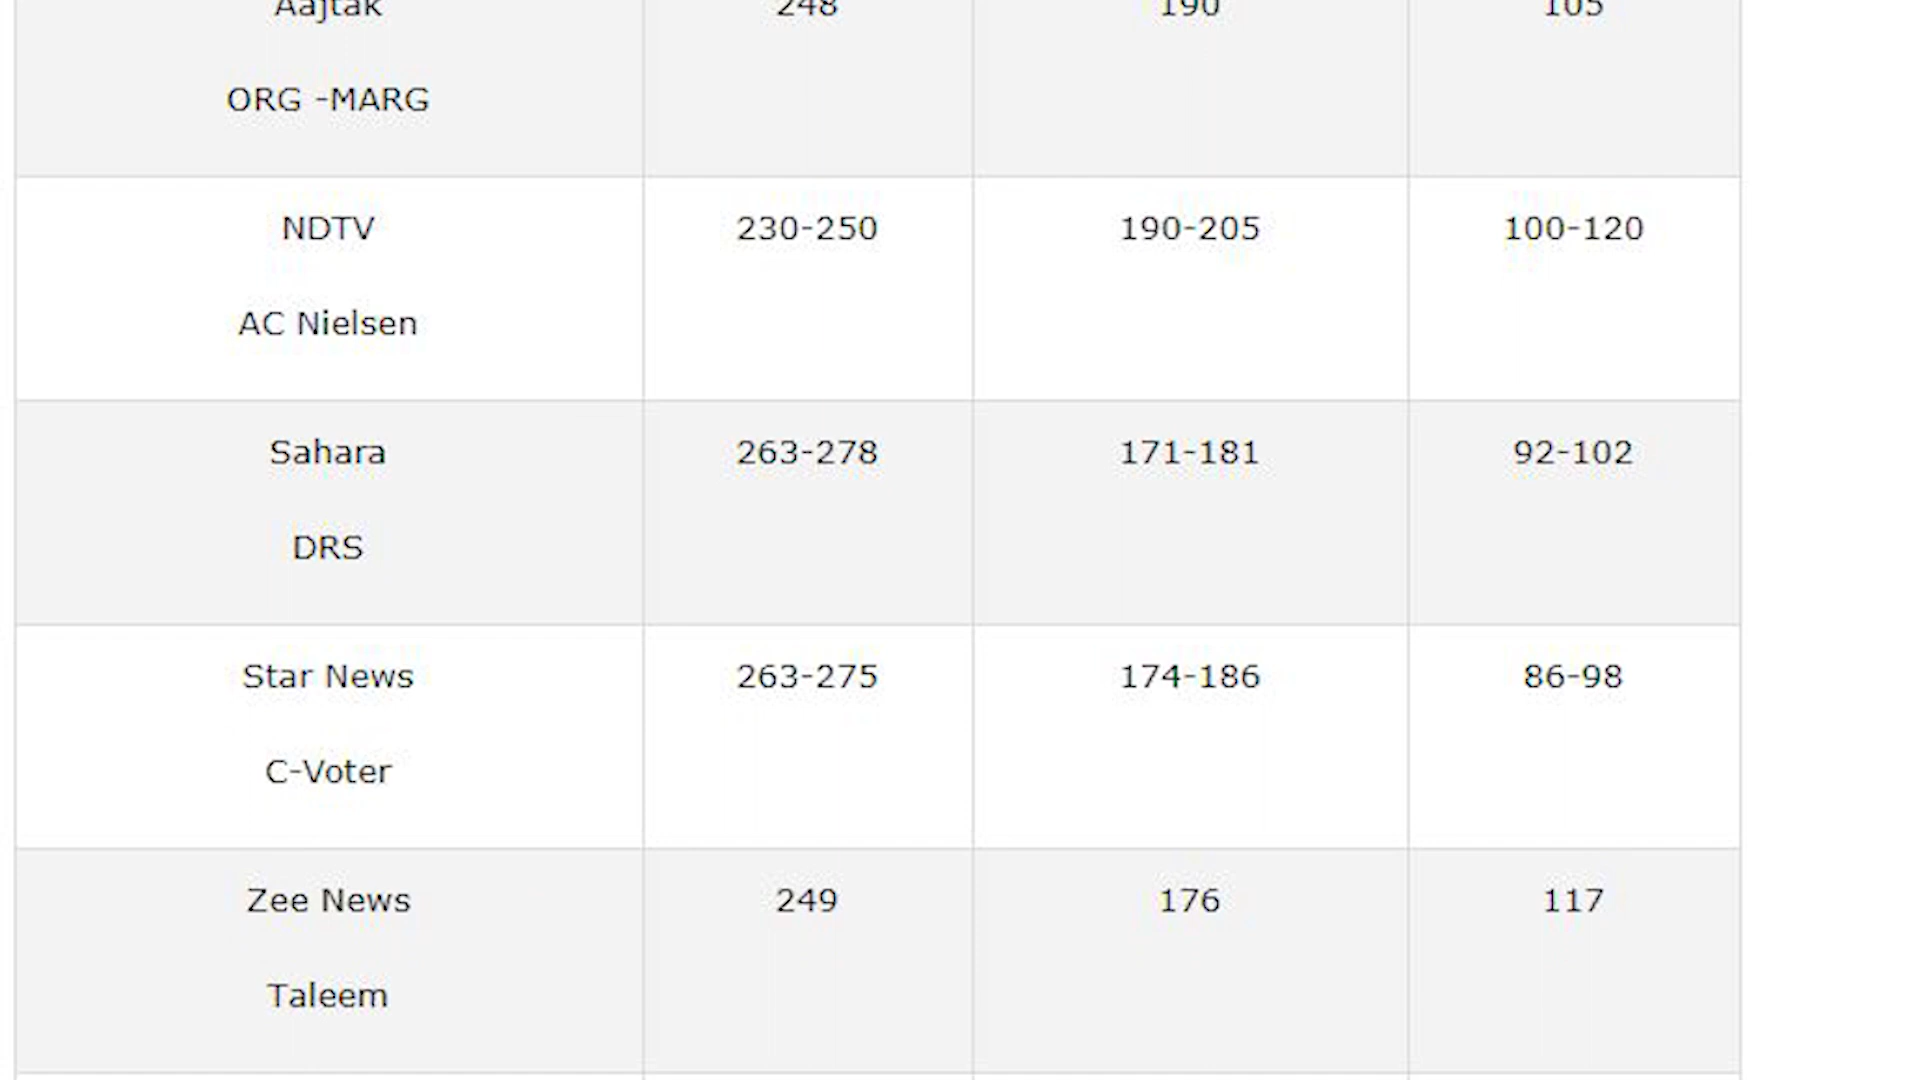 Aajtak 248 190 105
ORG -MARG
NDTV 230-250 190-205 100-120
AC Nielsen
Sahara 263-278 171-181 92-102
DRS
Star News 263-275 174-186 86-98
C-Voter
Zee News 249 176 117
Taleem